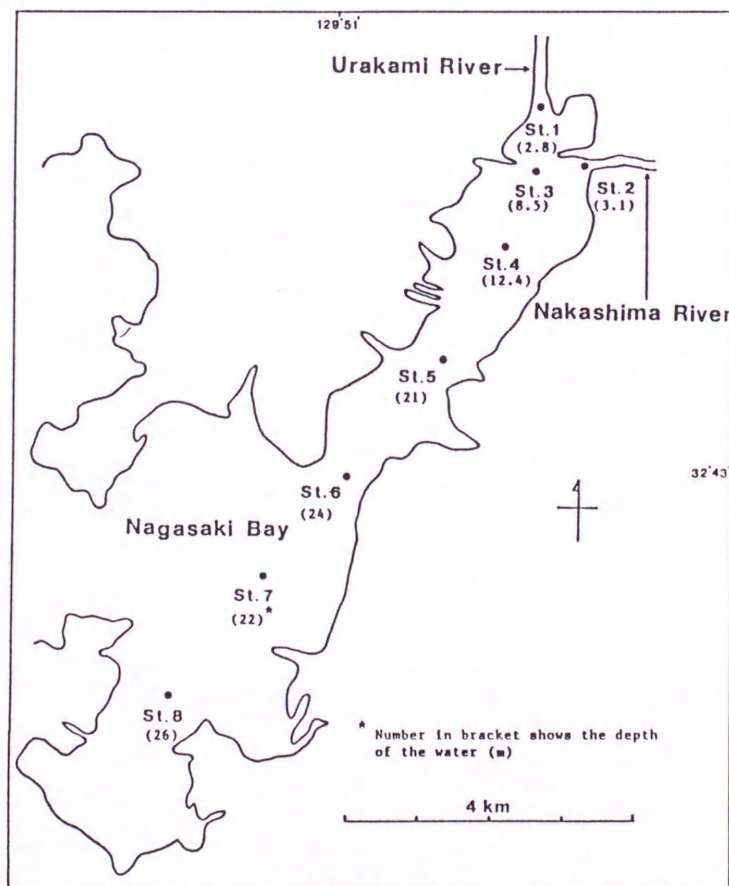 129°51'
Urakami River
St.1
(2.8)
St.3
(8.5)
St.2
(3.1)
St.4
(12.4)
Nakashima River
St.5
(21)
32°43'
St.6
(24)
Nagasaki Bay
St.7
(22)*
St.8
(26)
* Number in bracket shows the depth
of the water (m)
4 km